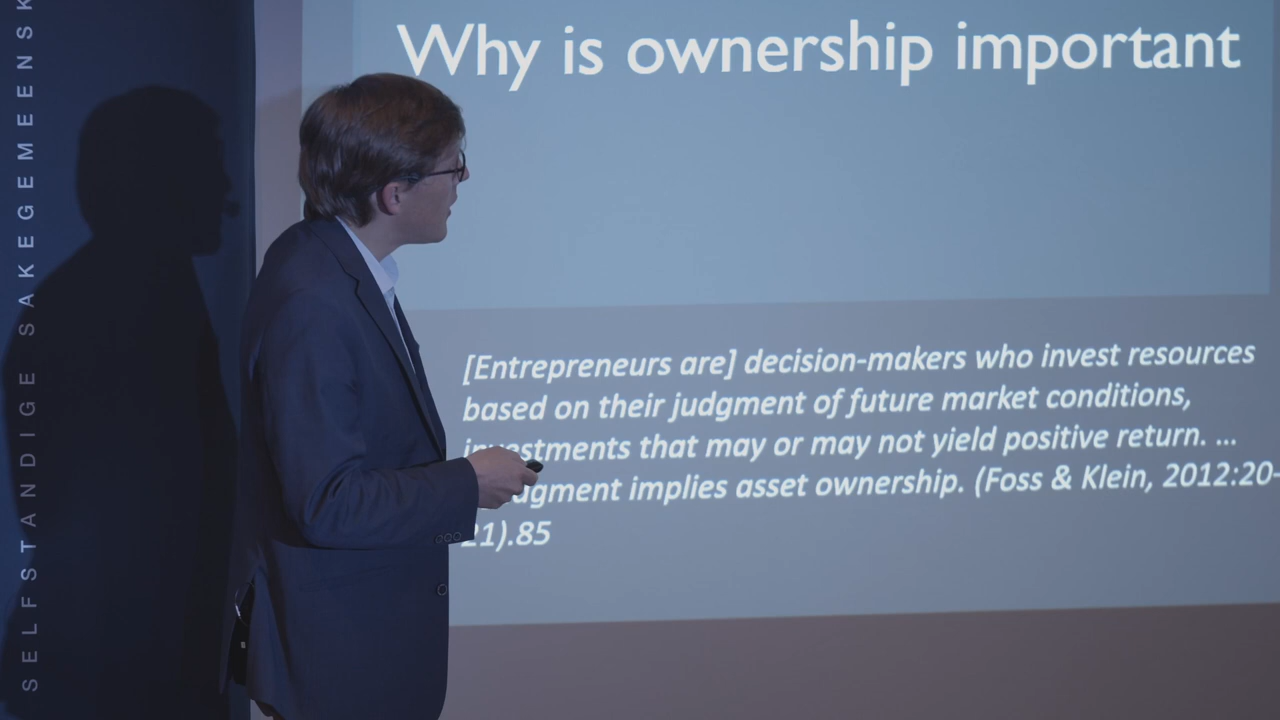 SELFSTANDIGE SAKEGEMEENSK
Why is ownership important
[Entrepreneurs are] decision-makers who invest resources
based on their judgment of future market conditions,
investments that may or may not yield positive return. ...
implies asset ownership. (Foss & Klein, 2012:20-
21).85